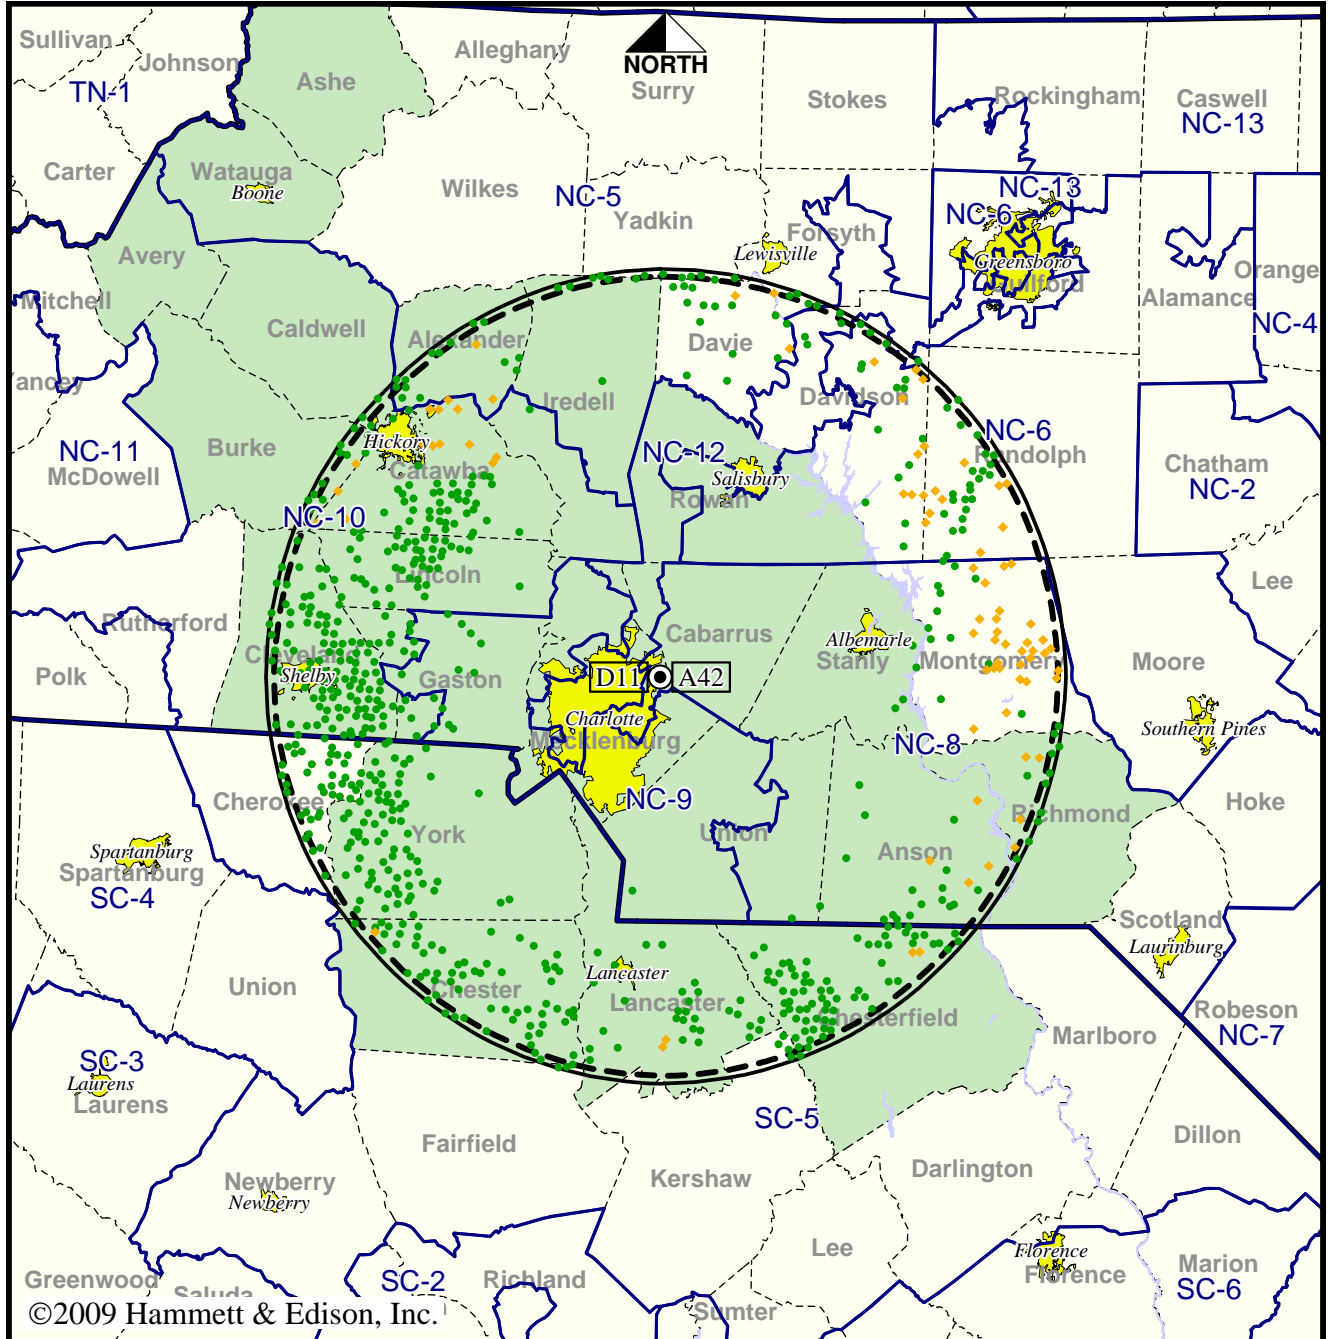 Sullivan
Johnson
TN-1
Ashe
Alleghany
NORTH
Surry
Stokes
Rockingham
Caswell
NC-13
Carter
Watauga
Boone
Wilkes
NC-5
Yadkin
Forsyth
Lewisville
NC-13
NC-6
Greensboro
Guilford
Orange
Alamance
NC-4
Avery
Mitchell
Caldwell
Alexander
Davie
Yancey
Iredell
Davidson
NC-11
McDowell
Burke
Hickory
Catawba
NC-12
Salisbury
Rowan
NC-6
Randolph
Chatham
NC-2
NC-10
Lincoln
Lee
Rutherford
Cabarrus
Albemarle
Stanly
Montgomery
Moore
Polk
Cleveland
Shelby
Gaston
D11
A42
Charlotte
Mecklenburg
Southern Pines
NC-8
Cherokee
NC-9
Hoke
York
Union
Richmond
Anson
Spartanburg
Spartanburg
SC-4
Scotland
Laurinburg
Union
Chester
Lancaster
Lancaster
Chesterfield
Robeson
NC-7
Marlboro
SC-3
Laurens
Laurens
SC-5
Dillon
Fairfield
Darlington
Kershaw
Newberry
Newberry
Lee
Florence
Florence
Marion
SC-6
Greenwood
Saluda
SC-2
Richland
Sumter
©2009 Hammett & Edison, Inc.